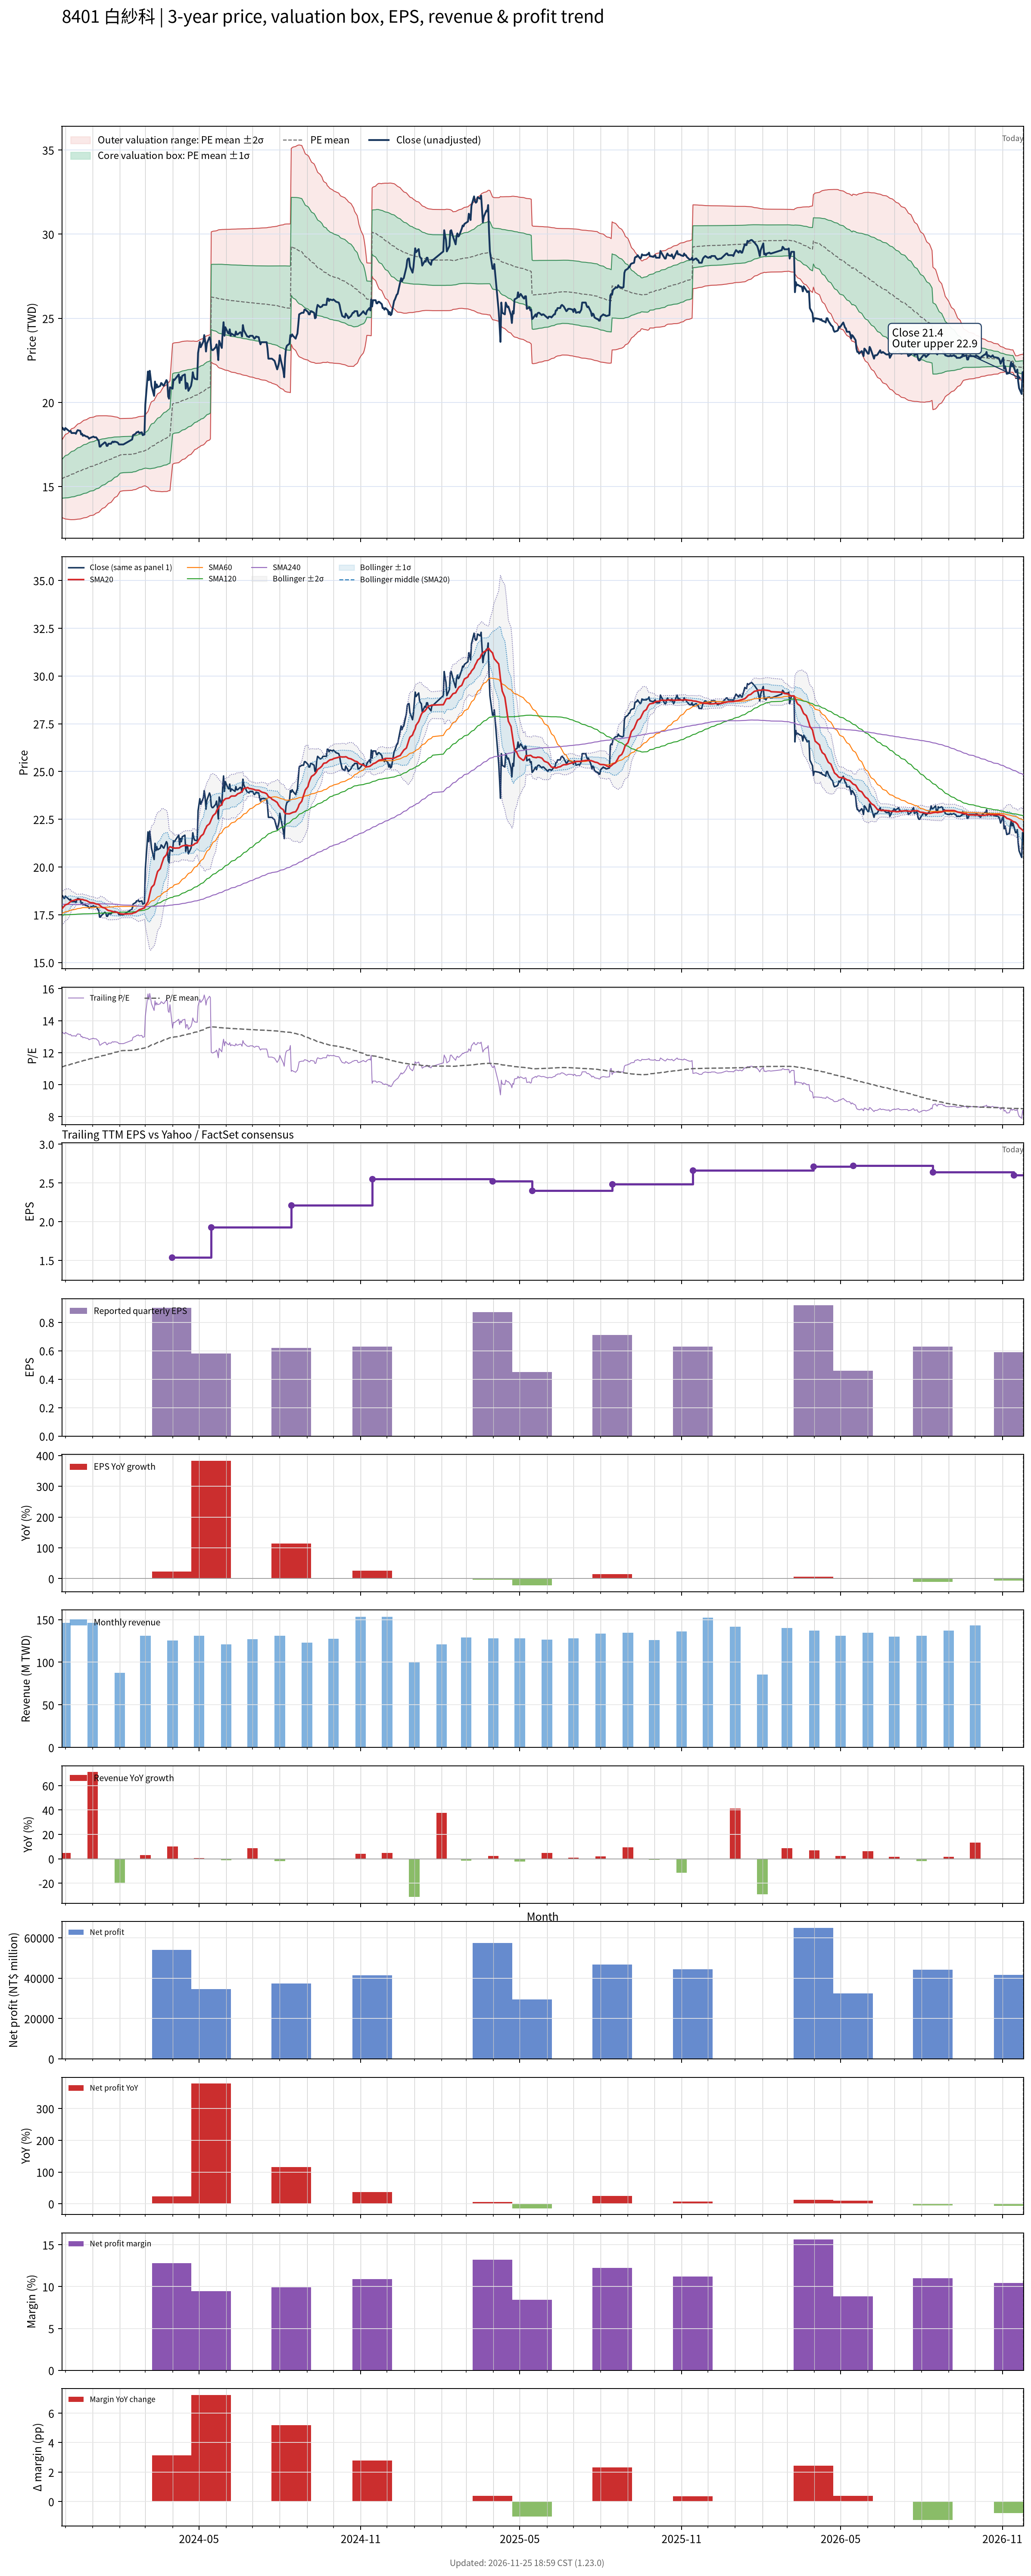 8401 白紗科 | 3-year price, valuation box, EPS, revenue & profit trend
Outer valuation range: PE mean ±2σ
PE mean
Close (unadjusted)
Core valuation box: PE mean ±1σ
Today
35
30
25
20
15
Price (TWD)
Close 21.4
Outer upper 22.9
Close (same as panel 1)
SMA60
SMA240
Bollinger ±1σ
SMA20
SMA120
Bollinger ±2σ
Bollinger middle (SMA20)
35.0
32.5
30.0
27.5
25.0
22.5
20.0
17.5
15.0
Price
Trailing P/E
P/E mean
16
14
12
10
8
P/E
Trailing TTM EPS vs Yahoo / FactSet consensus
Today
3.0
2.5
2.0
1.5
EPS
Reported quarterly EPS
0.8
0.6
0.4
0.2
0.0
EPS
EPS YoY growth
400
300
200
100
0
YoY (%)
Monthly revenue
150
100
50
0
Revenue (M TWD)
Revenue YoY growth
60
40
20
0
-20
YoY (%)
Month
Net profit
60000
40000
20000
0
Net profit (NT$ million)
Net profit YoY
300
200
100
0
YoY (%)
Net profit margin
15
10
5
0
Margin (%)
Margin YoY change
6
4
2
0
Δ margin (pp)
2024-05
2024-11
2025-05
2025-11
2026-05
2026-11
Updated: 2026-11-25 18:59 CST (1.23.0)